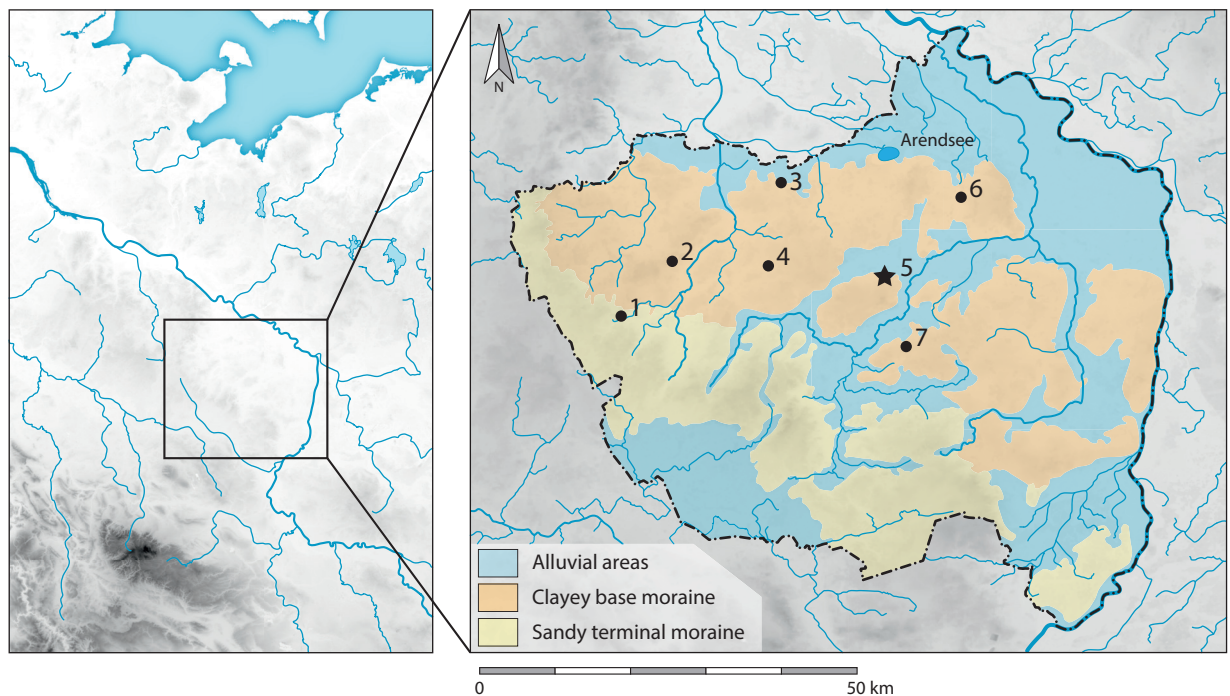 N
Arendsee
3
6
2
4
5
1
7
Alluvial areas
Clayey base moraine
Sandy terminal moraine
0
50 km